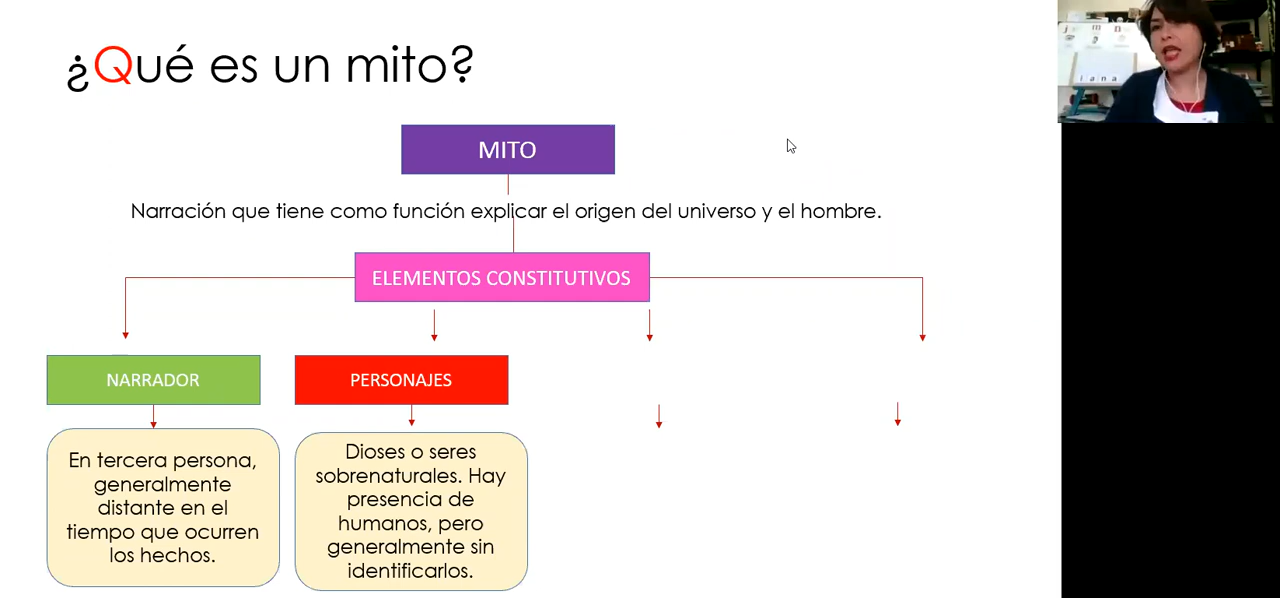 ¿Qué es un mito?
MITO
Narración que tiene como función explicar el origen del universo y el hombre.
ELEMENTOS CONSTITUTIVOS
NARRADOR
PERSONAJES
En tercera persona,
generalmente
distante en el
tiempo que ocurren
los hechos.
Dioses o seres
sobrenaturales. Hay
presencia de
humanos, pero
generalmente sin
identificarlos.